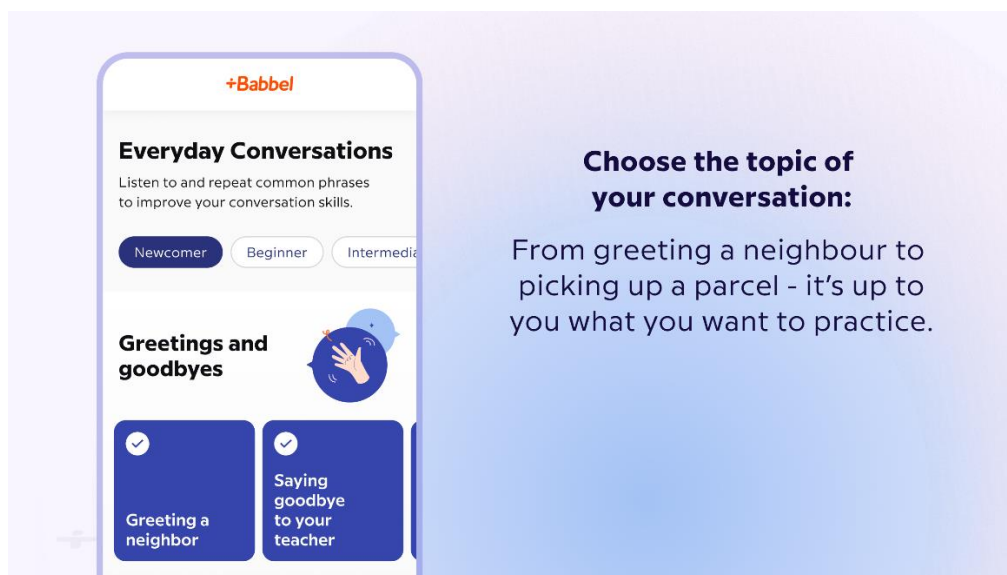 +Babbel
Everyday Conversations
Listen to and repeat common phrases
to improve your conversation skills.
Newcomer
Beginner
Intermedia
Greetings and
goodbyes
Greeting a
neighbor
Saying
goodbye
to your
teacher
Choose the topic of
your conversation:
From greeting a neighbour to
picking up a parcel - it’s up to
you what you want to practice.